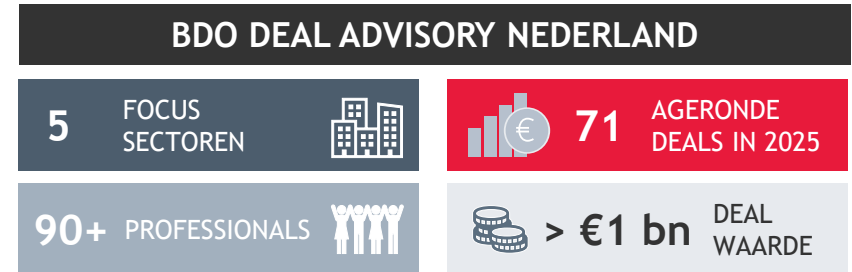 BDO DEAL ADVISORY NEDERLAND
5
FOCUS
SECTOREN
€
71
AGERONDE
DEALS IN 2025
90+
PROFESSIONALS
> €1 bn
DEAL
WAARDE